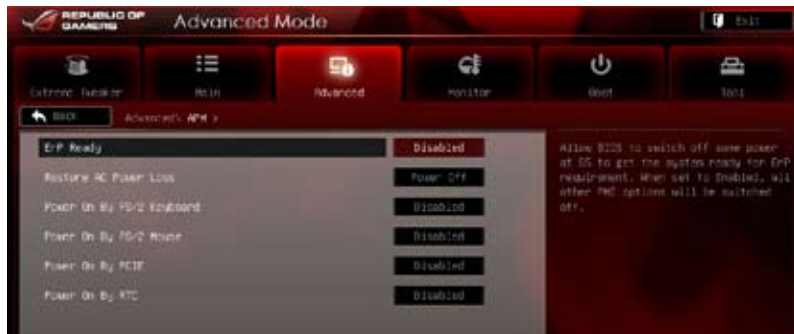 REPUBLIC OF
GAMERS
Advanced Mode
Exit
Extreme Tweaker
Main
Advanced
Monitor
Boot
Tool
Back
Advanced\ APM >
ErP Ready
Disabled
Restore AC Power Loss
Power Off
Power On By PS/2 Keyboard
Disabled
Power On By PS/2 Mouse
Disabled
Power On By PCIE
Disabled
Power On By RTC
Disabled
Allow BIOS to switch off some power
at S5 to get the system ready for ErP
requirement. When set to Enabled, all
other PME options will be switched
off.